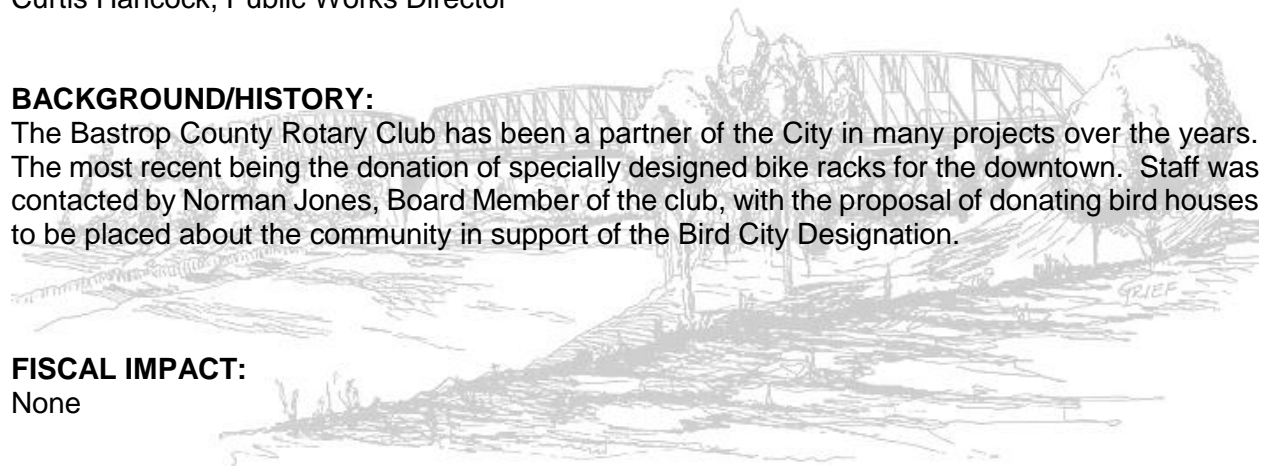 Curtis Hancock, Public Works Director
BACKGROUND/HISTORY:
The Bastrop County Rotary Club has been a partner of the City in many projects over the years.
The most recent being the donation of specially designed bike racks for the downtown. Staff was
contacted by Norman Jones, Board Member of the club, with the proposal of donating bird houses
to be placed about the community in support of the Bird City Designation.
GRIEF
FISCAL IMPACT:
None